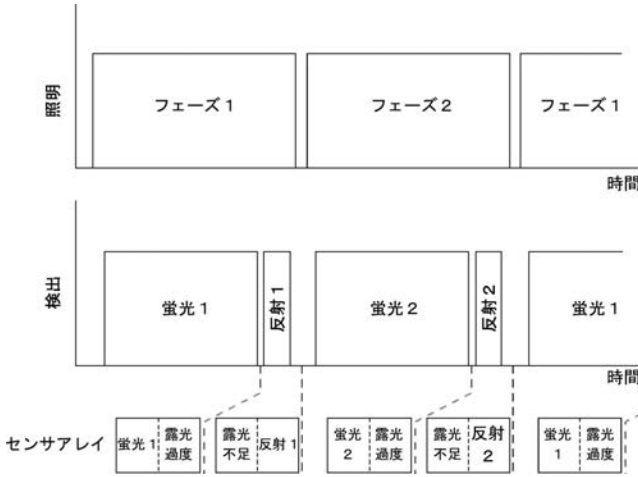 照明
フェーズ 1
フェーズ 2
フェーズ 1
時間
検出
蛍光 1
反射 1
蛍光 2
反射 2
蛍光 1
時間
センサアレイ
蛍光 1
露光
過度
露光
不足
反射 1
蛍光
2
露光
過度
露光
不足
反射
2
蛍光
1
露光
過度